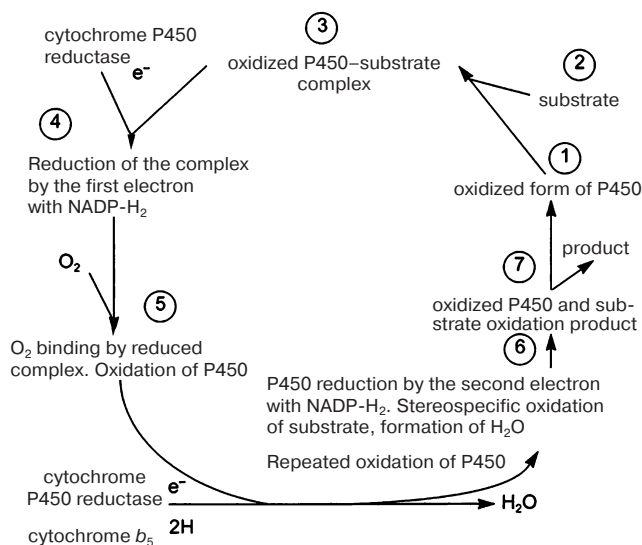 cytochrome P450
reductase
e⁻
3
oxidized P450–substrate
complex
2
substrate
4
Reduction of the complex
by the first electron
with NADP-H₂
1
oxidized form of P450
product
O₂
7
5
oxidized P450 and sub-
strate oxidation product
O₂ binding by reduced
complex. Oxidation of P450
6
P450 reduction by the second electron
with NADP-H₂. Stereospecific oxidation
of substrate, formation of H₂O
Repeated oxidation of P450
cytochrome
P450 reductase
e⁻
H₂O
cytochrome b₅
2H